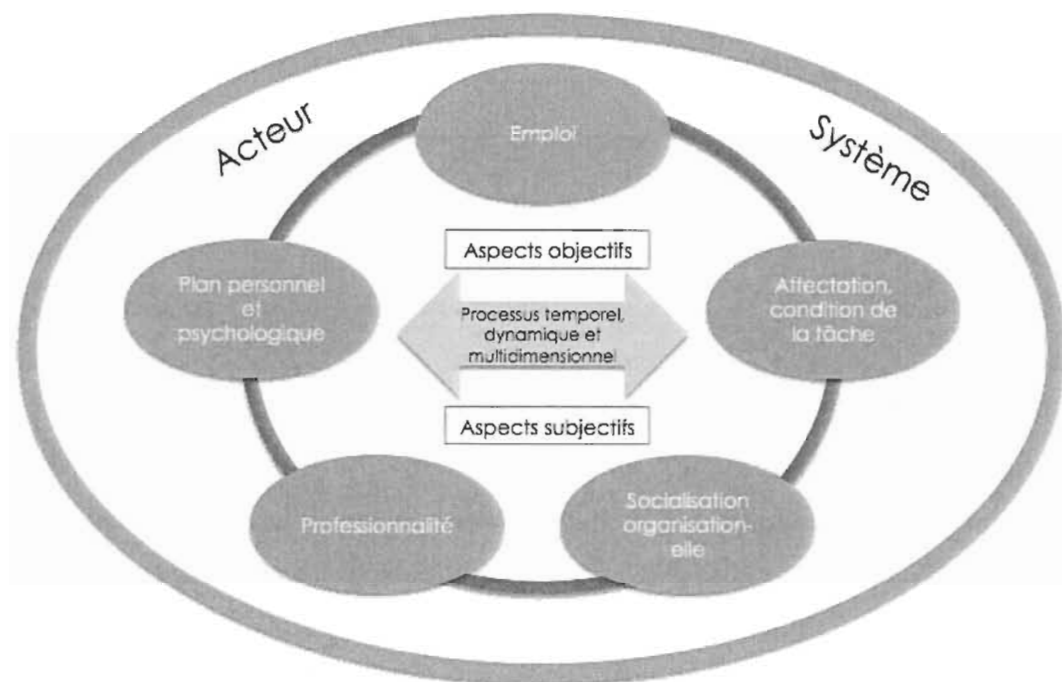 Acteur
Système
Emploi
Aspects objectifs
Plan personnel
et
psychologique
Processus temporel,
dynamique et
multidimensionnel
Affectation,
condition de
la tâche
Aspects subjectifs
Professionnalité
Socialisation
organisation-
elle